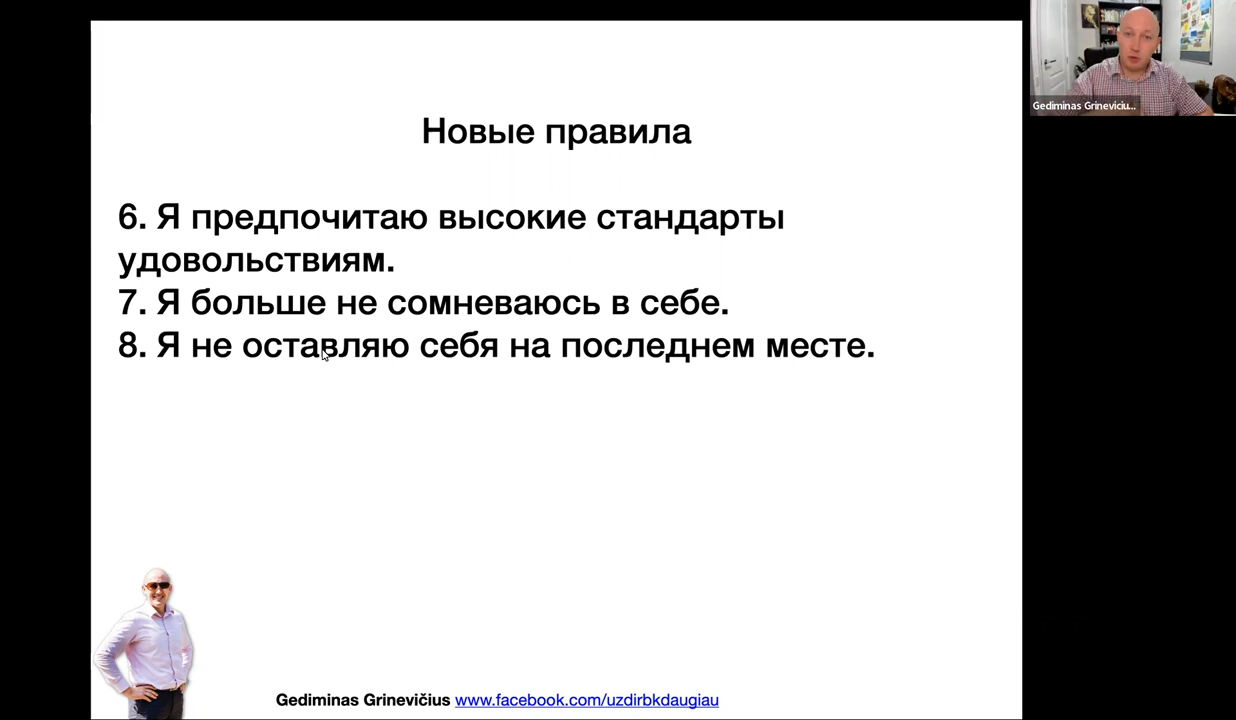 Gediminas Greneviciu...
Новые правила
6. Я предпочитаю высокие стандарты
удовольствиям.
7. Я больше не сомневаюсь в себе.
8. Я не оставляю себя на последнем месте.
Gediminas Grinevičius www.facebook.com/uzdirbkdaugiau